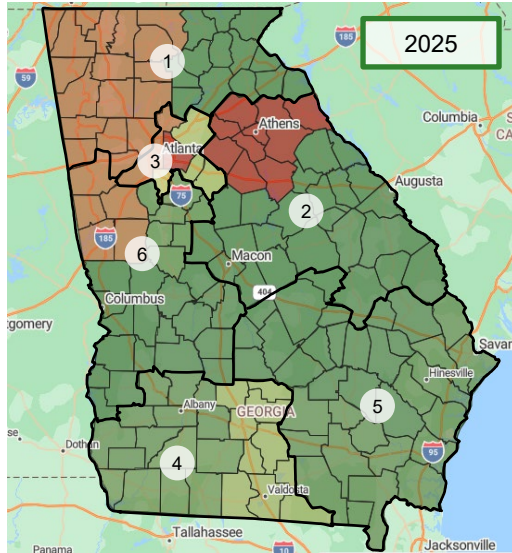 2025
185
59
1
Athens
Columbia
S
CA
Atlanta
3
75
Augusta
2
185
6
Macon
404
Columbus
tgomery
Savar
Hinesville
Albany
GEORGIA
5
se
Dothan
4
95
Valdosta
Tallahassee
Panama
10
Jacksonville